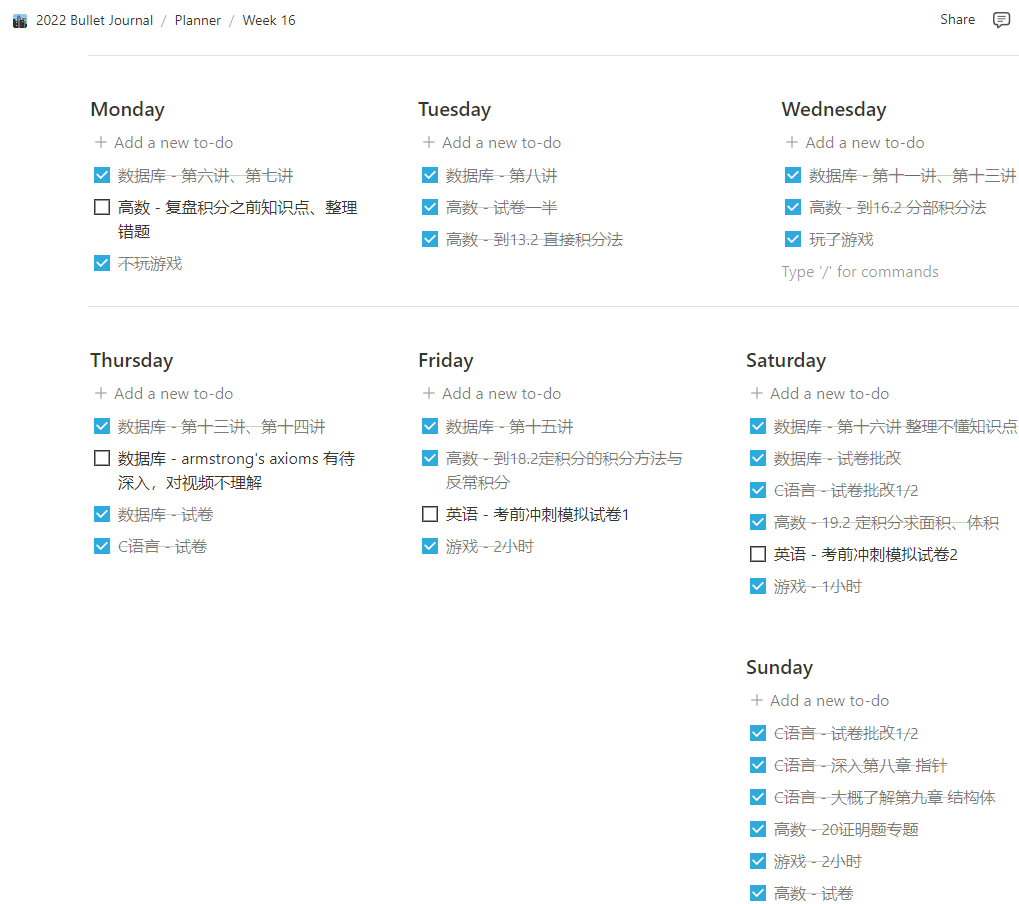 2022 Bullet Journal / Planner / Week 16
Share
Monday
+ Add a new to-do
数据库 - 第六讲、第七讲
高数 - 复盘积分之前知识点、整理
错题
不玩游戏
Tuesday
+ Add a new to-do
数据库 - 第八讲
高数 - 试卷一半
高数 - 到13.2 直接积分法
Wednesday
+ Add a new to-do
数据库 - 第十一讲、第十三讲
高数 - 到16.2 分部积分法
玩了游戏
Type '/' for commands
Thursday
+ Add a new to-do
数据库 - 第十三讲、第十四讲
数据库 - armstrong's axioms 有待
深入，对视频不理解
数据库 - 试卷
C语言 - 试卷
Friday
+ Add a new to-do
数据库 - 第十五讲
高数 - 到18.2定积分的积分方法与
反常积分
英语 - 考前冲刺模拟试卷1
游戏 - 2小时
Saturday
+ Add a new to-do
数据库 - 第十六讲 整理不懂知识点
数据库 - 试卷批改
C语言 - 试卷批改1/2
高数 - 19.2 定积分求面积、体积
英语 - 考前冲刺模拟试卷2
游戏 - 1小时
Sunday
+ Add a new to-do
C语言 - 试卷批改1/2
C语言 - 深入第八章 指针
C语言 - 大概了解第九章 结构体
高数 - 20证明题专题
游戏 - 2小时
高数 - 试卷